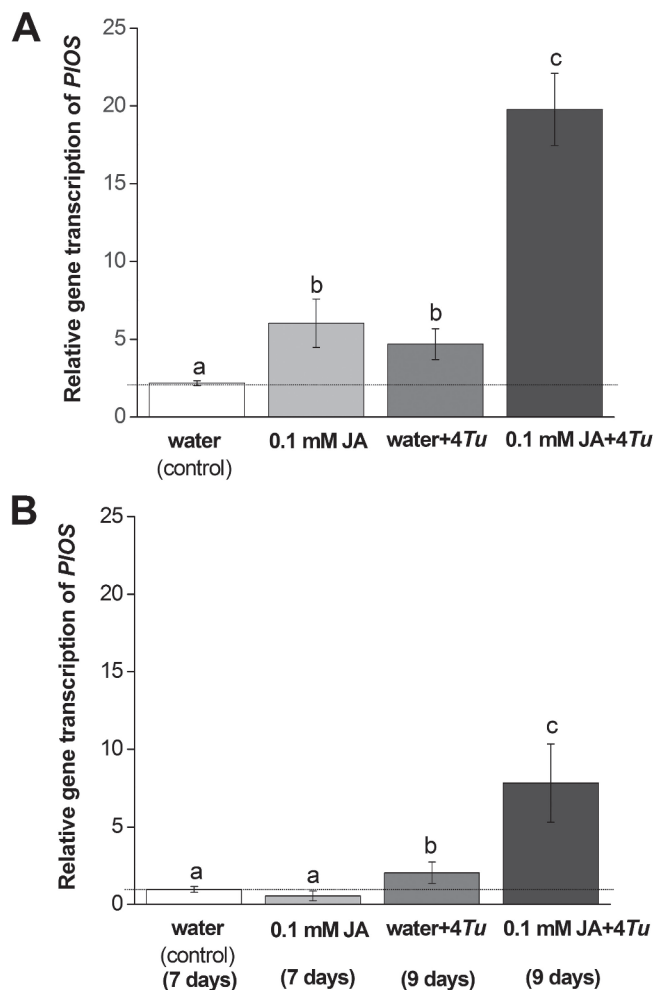 A
Relative gene transcription of PlOS
25
20
15
10
5
0
a
b
b
c
water
(control)
0.1 mM JA
water+4Tu
0.1 mM JA+4Tu
B
Relative gene transcription of PlOS
25
20
15
10
5
0
a
a
b
c
water
(control)
(7 days)
0.1 mM JA
(7 days)
water+4Tu
(9 days)
0.1 mM JA+4Tu
(9 days)